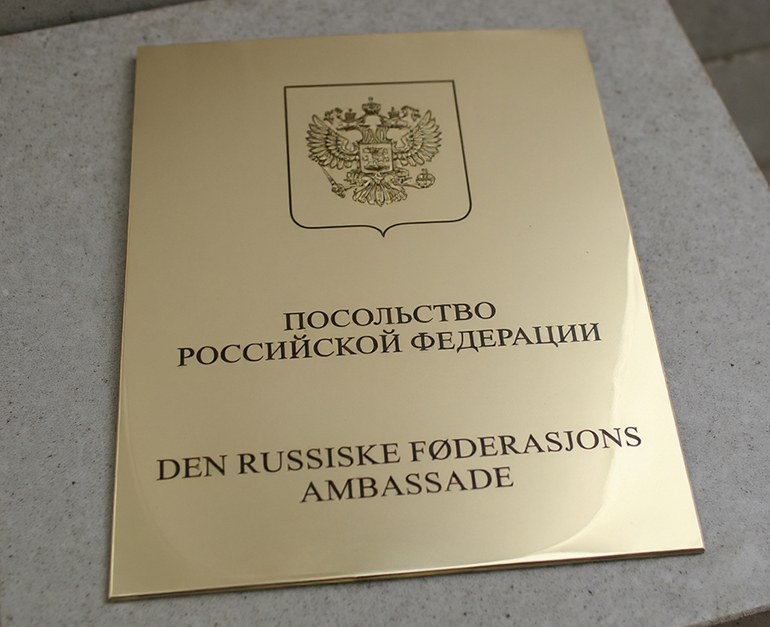 ПОСОЛЬСТВО
РОССИЙСКОЙ ФЕДЕРАЦИИ
DEN RUSSISKE FØDERASJONS
AMBASSADE